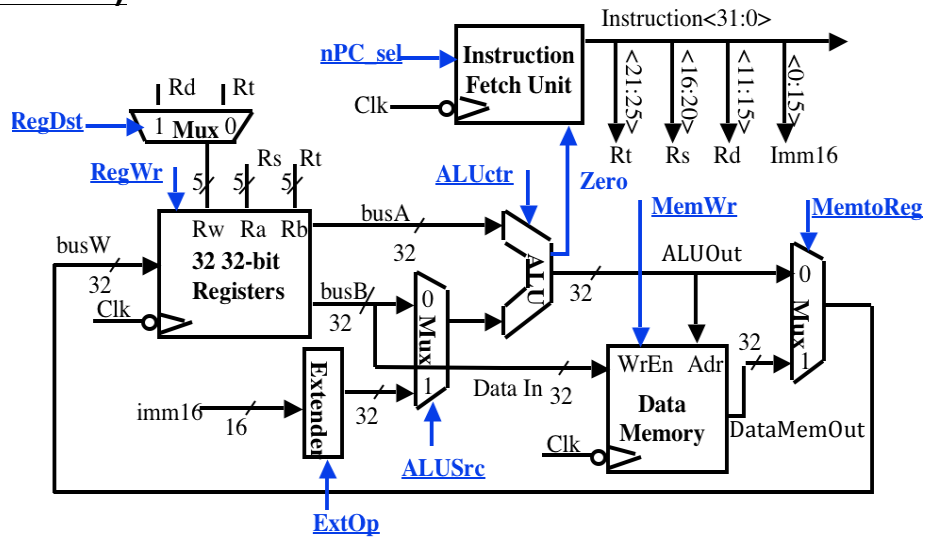 Instruction<31:0>
nPC_sel
Instruction
Fetch Unit
Clk
<21:25>
<16:20>
<11:15>
<0:15>
Rt
Rs
Rd
Imm16
Rd
Rt
RegDst
1 Mux 0
RegWr
5
5
5
Rs
Rt
ALUctr
Zero
MemWr
MemtoReg
busW
32
Rw
Ra
Rb
32 32-bit
Registers
Clk
busA
32
busB
32
0
Mux
1
ALU
32
ALUOut
0
Mux
1
imm16
16
Extender
32
Data In
32
WrEn
Adr
Data
Memory
Clk
32
DataMemOut
ALUSrc
ExtOp